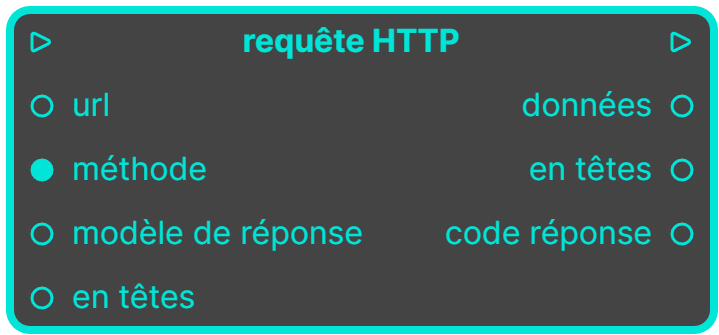 requête HTTP
url données
méthode en têtes
modèle de réponse code réponse
en têtes